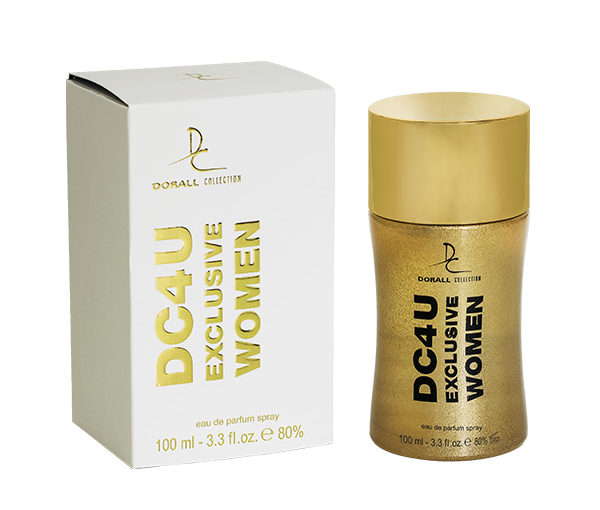 DC
DORALL COLLECTION
DC4U
EXCLUSIVE
WOMEN
eau de parfum spray
100 ml - 3.3 fl.oz. ℮ 80%
DC
DORALL COLLECTION
DC4U
EXCLUSIVE
WOMEN
eau de parfum spray
100 ml - 3.3 fl.oz. ℮ 80%